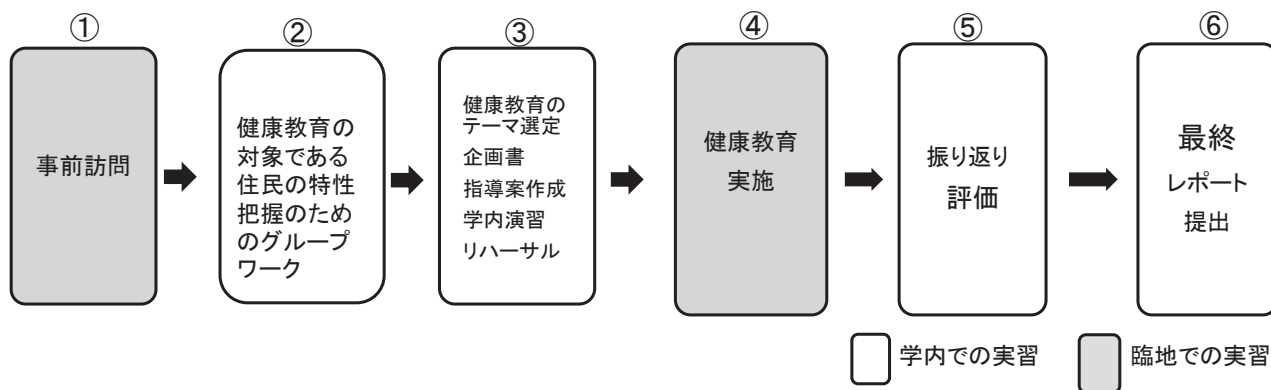 ①
事前訪問
②
健康教育の
対象である
住民の特性
把握のため
のグループ
ワーク
③
健康教育の
テーマ選定
企画書
指導案作成
学内演習
リハーサル
④
健康教育
実施
⑤
振り返り
評価
⑥
最終
レポート
提出
学内での実習
臨地での実習